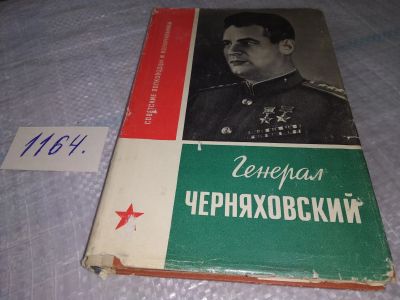 1164.
СОВЕТСКИЕ ПОЛКОВОДЦЫ И ВОЕНАЧАЛЬНИКИ
Генерал
ЧЕРНЯХОВСКИЙ